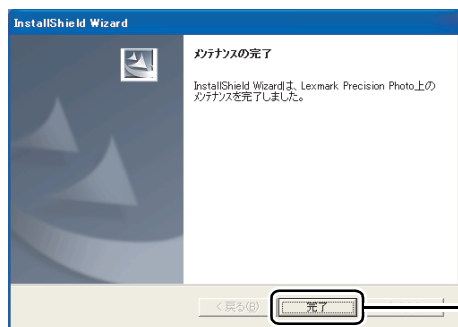 InstallShield Wizard
メンテナンスの完了
InstallShield Wizardは、Lexmark Precision Photo上の
メンテナンスを完了しました。
< 戻る(B)
完了